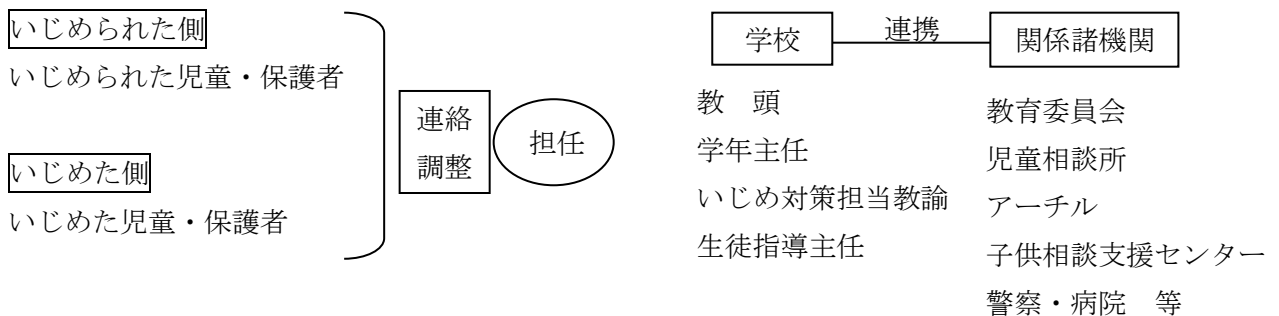 いじめられた側
いじめられた児童・保護者
いじめた側
いじめた児童・保護者
連絡
調整
担任
学校
連携
関係諸機関
教　頭
学年主任
いじめ対策担当教諭
生徒指導主任
教育委員会
児童相談所
アーチル
子供相談支援センター
警察・病院　等